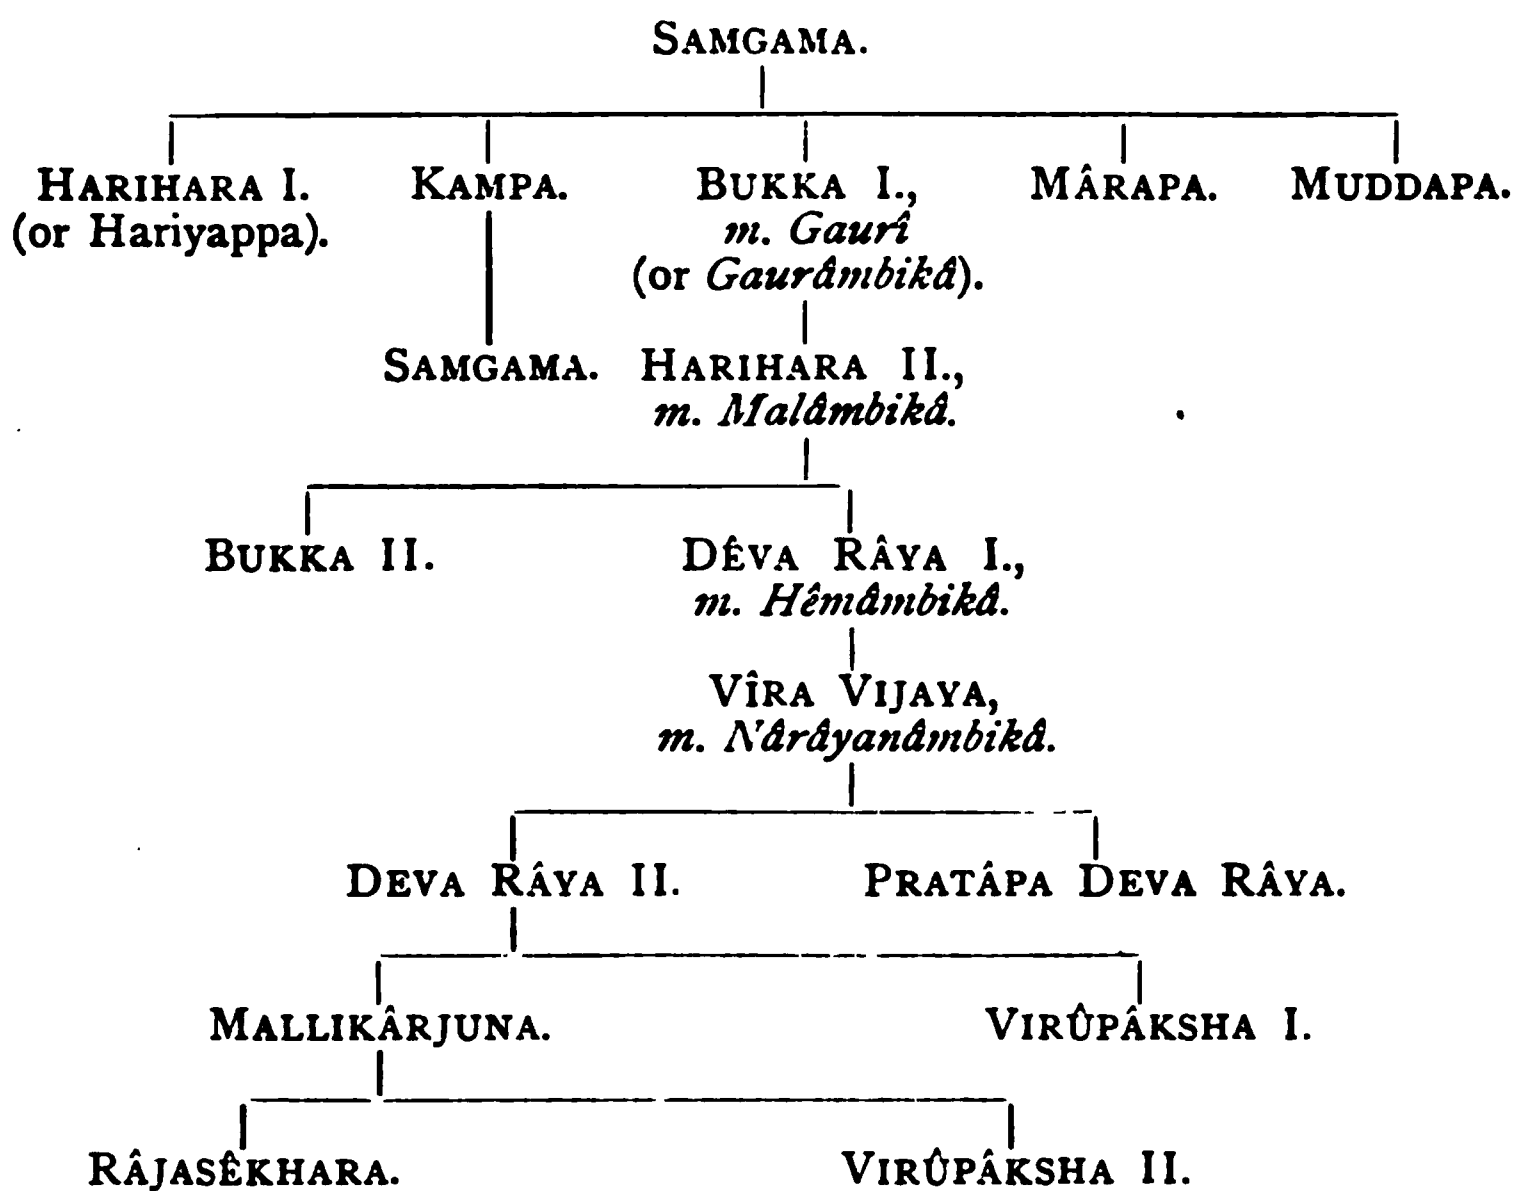 SAMGAMA.
HARIHARA I. KAMPA. BUKKA I., MÂRAPA. MUDDAPA.
(or Hariyappa). m. Gaurî
(or Gaurâmbikâ).
SAMGAMA. HARIHARA II.,
m. Malâmbikâ.
BUKKA II. DÊVA RÂYA I.,
m. Hêmâmbikâ.
VÎRA VIJAYA,
m. Nârâyanâmbikâ.
DEVA RÂYA II. PRATÂPA DEVA RÂYA.
MALLIKÂRJUNA. VIRÛPÂKSHA I.
RÂJASÊKHARA. VIRÛPÂKSHA II.